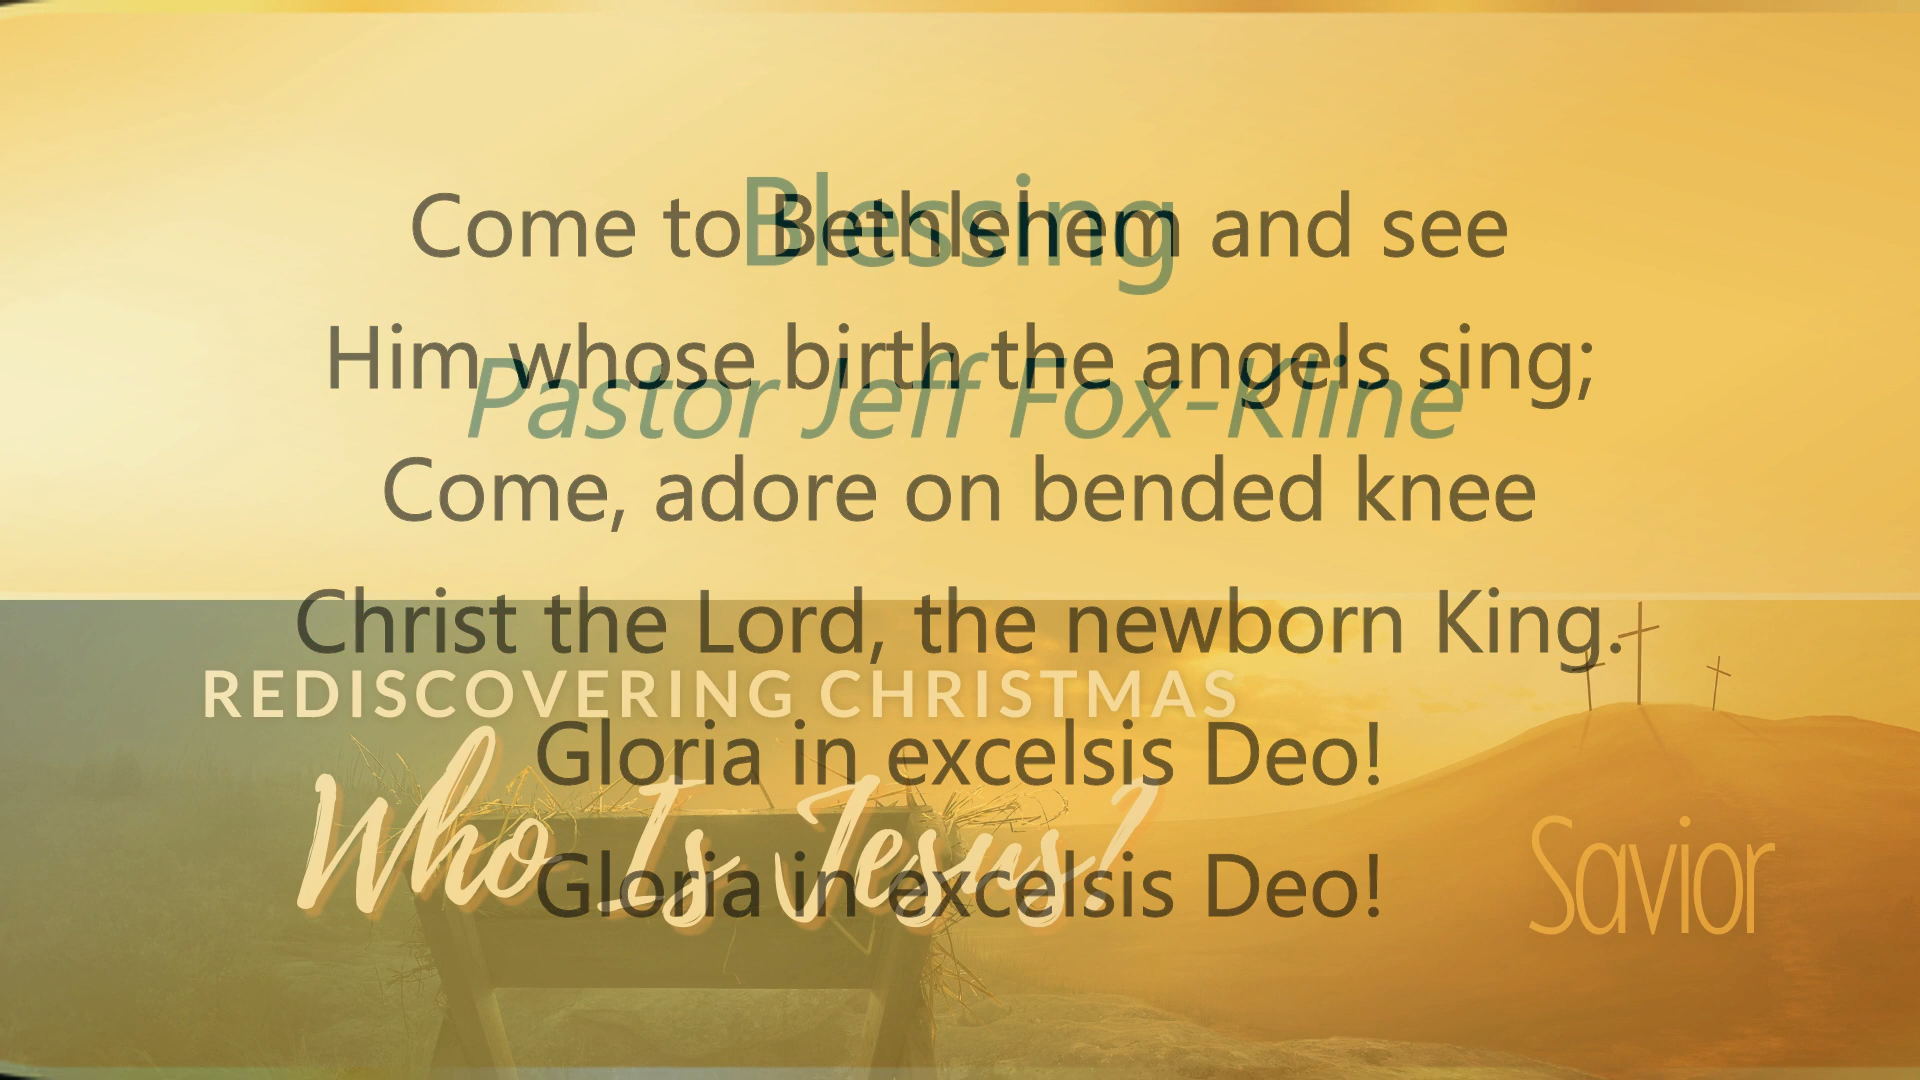 Blessing
Come to Bethlehem and see
Him whose birth the angels sing;
Pastor Jeff Fox-Kline
Come, adore on bended knee
Christ the Lord, the newborn King.
REDISCOVERING CHRISTMAS
Gloria in excelsis Deo!
Who Is Jesus?
Gloria in excelsis Deo!
Savior